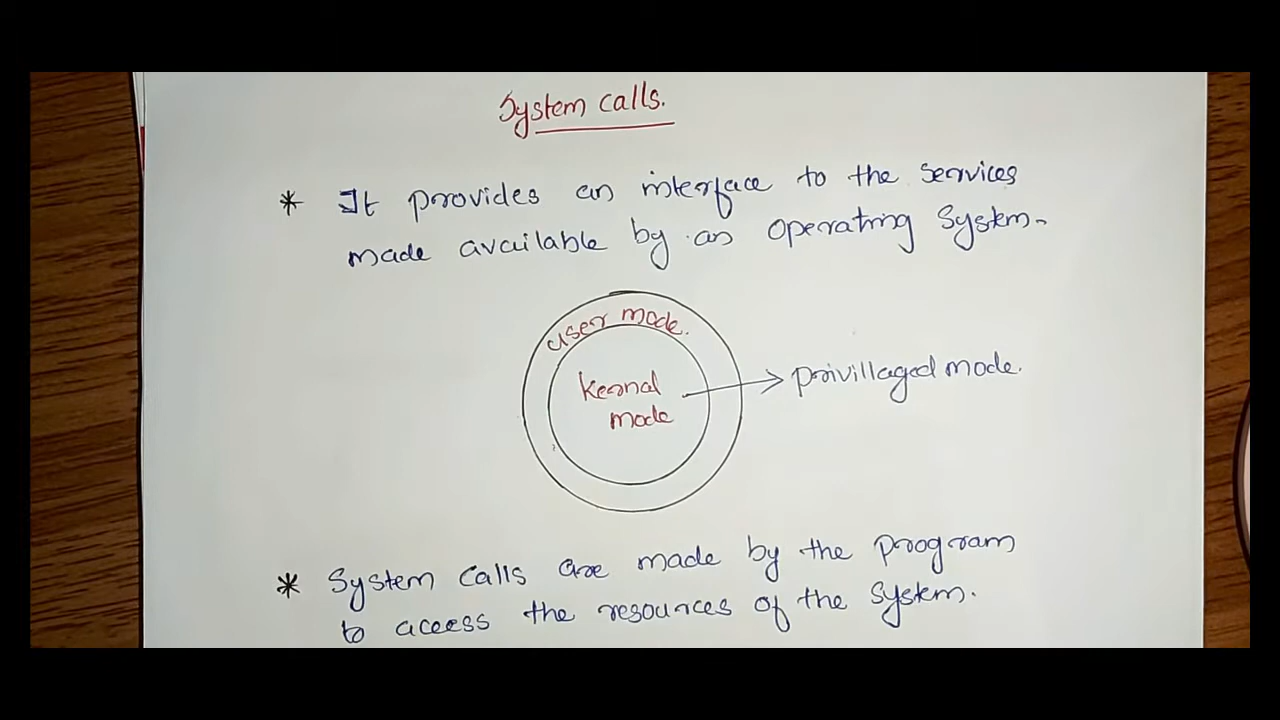 System calls.
* It provides an interface to the services
made available by an operating System.
user mode.
Kernal
mode
privillaged mode.
* System calls are made by the program
to aceess the resources of the system.